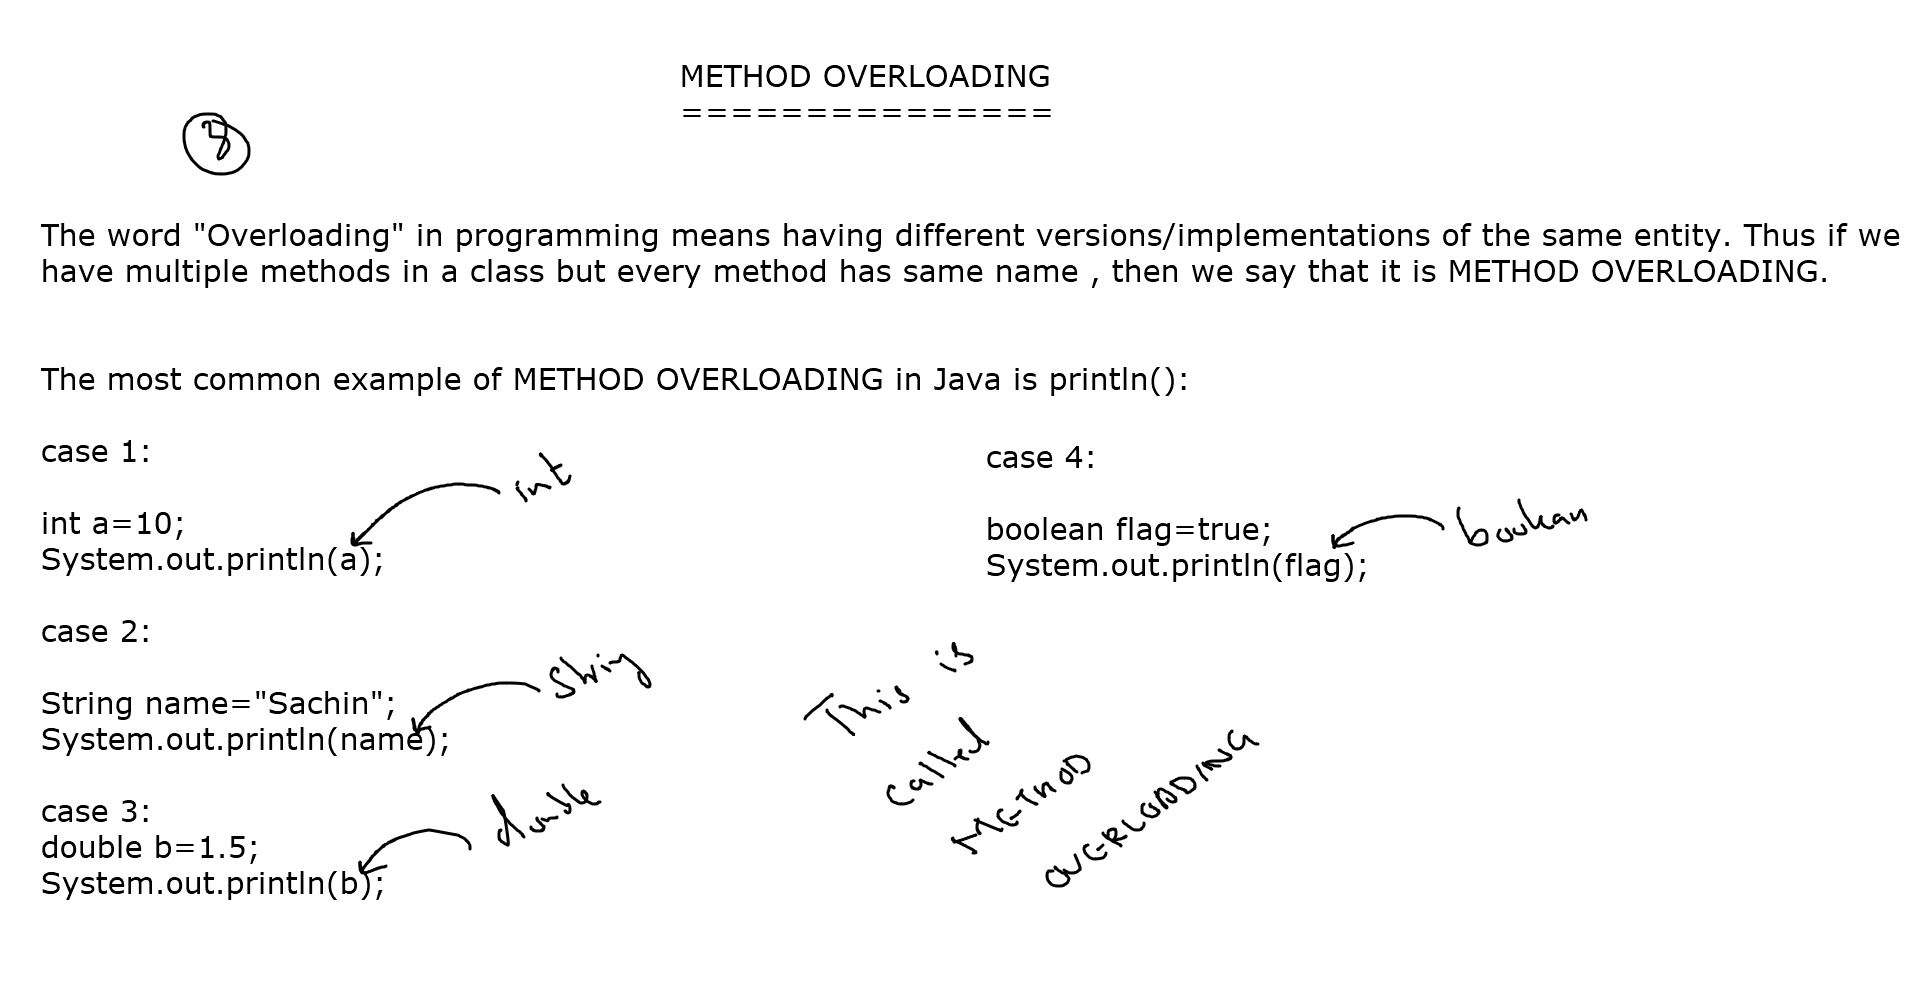 METHOD OVERLOADING
===============
The word "Overloading" in programming means having different versions/implementations of the same entity. Thus if we
have multiple methods in a class but every method has same name , then we say that it is METHOD OVERLOADING.
The most common example of METHOD OVERLOADING in Java is println():
case 1:
int
int a=10;
System.out.println(a);
case 2:
String
String name="Sachin";
System.out.println(name);
case 3:
double
double b=1.5;
System.out.println(b);
case 4:
boolean
boolean flag=true;
System.out.println(flag);
This is
called
METHOD
OVERLOADING